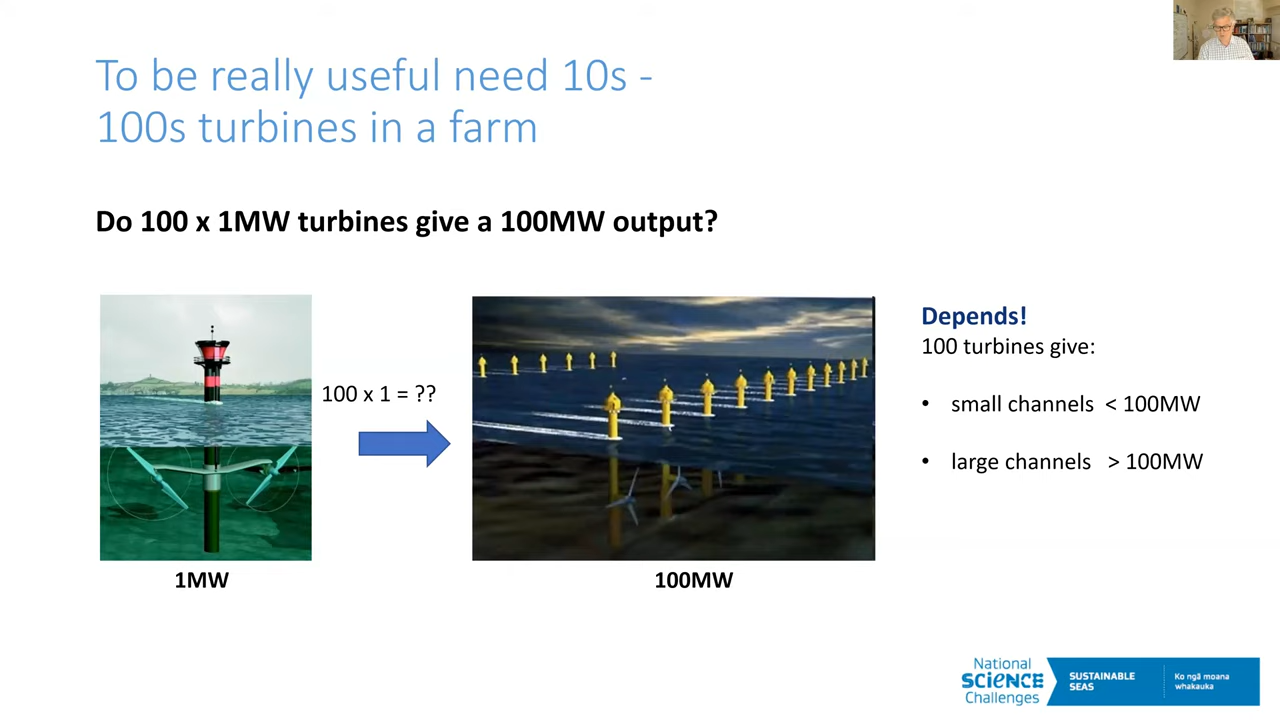 To be really useful need 10s -
100s turbines in a farm
Do 100 x 1MW turbines give a 100MW output?
100 x 1 = ??
1MW
100MW
Depends!
100 turbines give:
• small channels < 100MW
• large channels > 100MW
National
SCIENCE
Challenges
SUSTAINABLE
SEAS
Ko ngā moana
whakauka